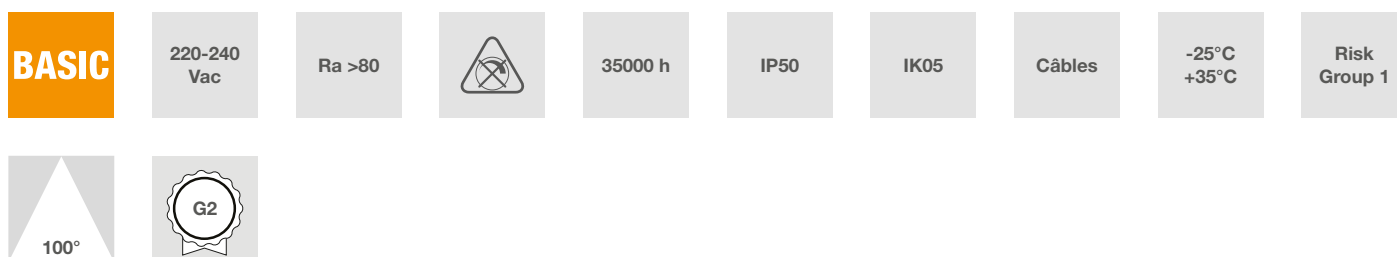 BASIC
220-240
Vac
Ra >80
35000 h
IP50
IK05
Câbles
-25°C
+35°C
Risk
Group 1
100°
G2